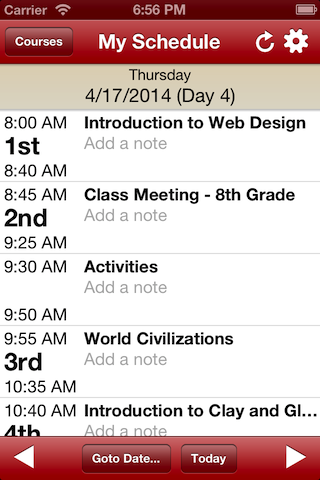 Carrier 6:56 PM
Courses My Schedule
Thursday
4/17/2014 (Day 4)
8:00 AM Introduction to Web Design
1st Add a note
8:40 AM
8:45 AM Class Meeting - 8th Grade
2nd Add a note
9:25 AM
9:30 AM Activities
Add a note
9:50 AM
9:55 AM World Civilizations
3rd Add a note
10:35 AM
10:40 AM Introduction to Clay and Gl...
4th Add a note
Goto Date... Today